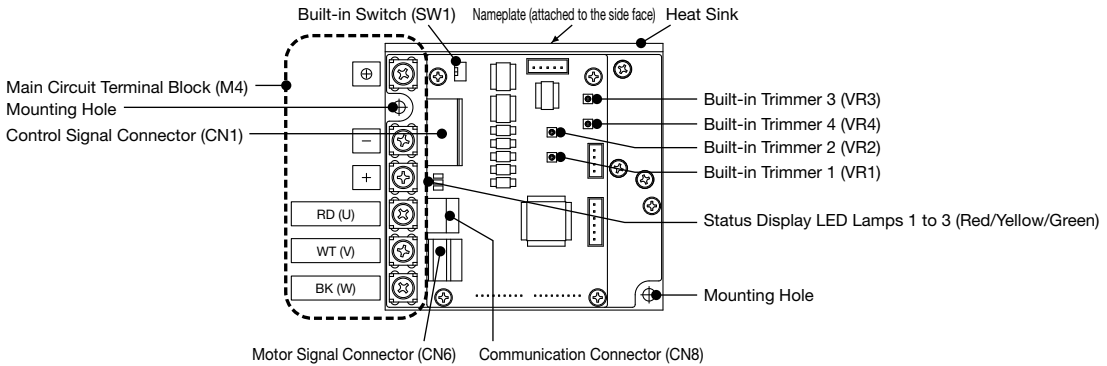 Built-in Switch (SW1)
Nameplate (attached to the side face)
Heat Sink
Main Circuit Terminal Block (M4)
Mounting Hole
Control Signal Connector (CN1)
−
+
RD (U)
WT (V)
BK (W)
Built-in Trimmer 3 (VR3)
Built-in Trimmer 4 (VR4)
Built-in Trimmer 2 (VR2)
Built-in Trimmer 1 (VR1)
Status Display LED Lamps 1 to 3 (Red/Yellow/Green)
Mounting Hole
Motor Signal Connector (CN6)
Communication Connector (CN8)